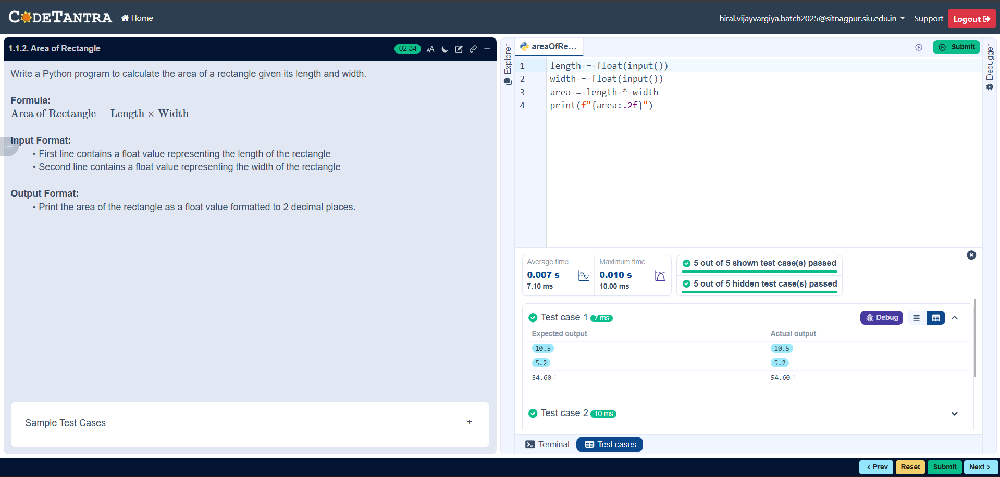 CODETANTRA Home hiral.vijayvargiya.batch2025@sitnagpur.siu.edu.in Support Logout
1.1.2. Area of Rectangle 02:34 AA
Write a Python program to calculate the area of a rectangle given its length and width.
Formula:
Area of Rectangle = Length × Width
Input Format:
• First line contains a float value representing the length of the rectangle
• Second line contains a float value representing the width of the rectangle
Output Format:
• Print the area of the rectangle as a float value formatted to 2 decimal places.
Sample Test Cases +
Explorer
areaOfRe... Submit
Debugger
1 length = float(input())
2 width = float(input())
3 area = length * width
4 print(f"{area:.2f}")
Average time Maximum time
0.007 s 0.010 s
7.10 ms 10.00 ms
5 out of 5 shown test case(s) passed
5 out of 5 hidden test case(s) passed
Test case 1 7 ms Debug
Expected output Actual output
10.5 10.5
5.2 5.2
54.60 54.60
Test case 2 10 ms
Terminal Test cases
< Prev Reset Submit Next >